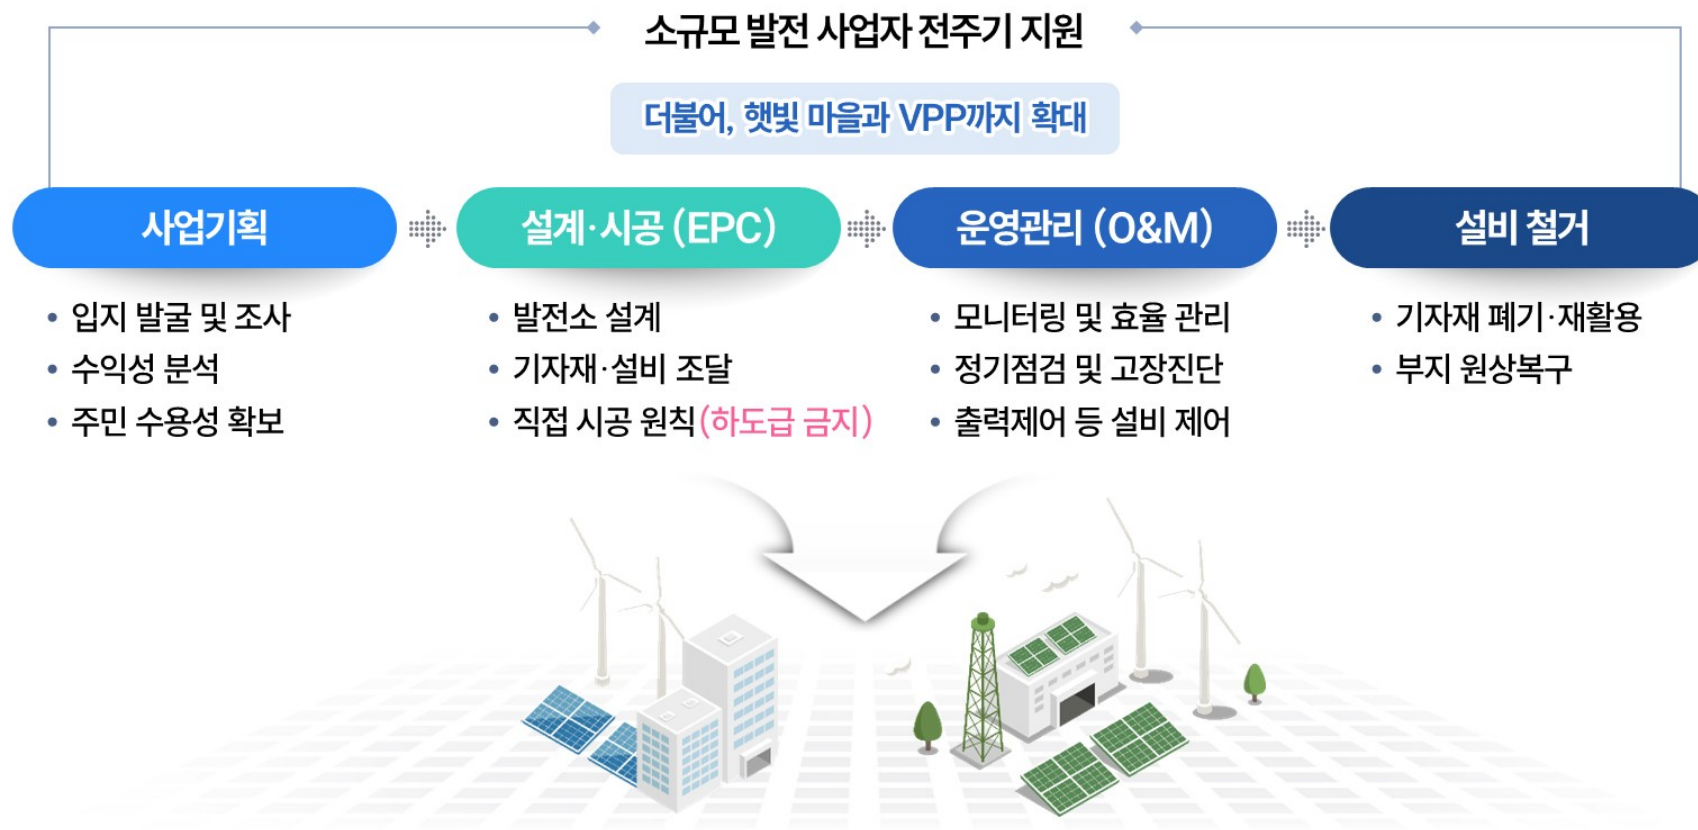 소규모 발전 사업자 전주기 지원
더불어, 햇빛 마을과 VPP까지 확대
사업기획
• 입지 발굴 및 조사
• 수익성 분석
• 주민 수용성 확보
설계·시공 (EPC)
• 발전소 설계
• 기자재·설비 조달
• 직접 시공 원칙(하도급 금지)
운영관리 (O&M)
• 모니터링 및 효율 관리
• 정기점검 및 고장진단
• 출력제어 등 설비 제어
설비 철거
• 기자재 폐기·재활용
• 부지 원상복구